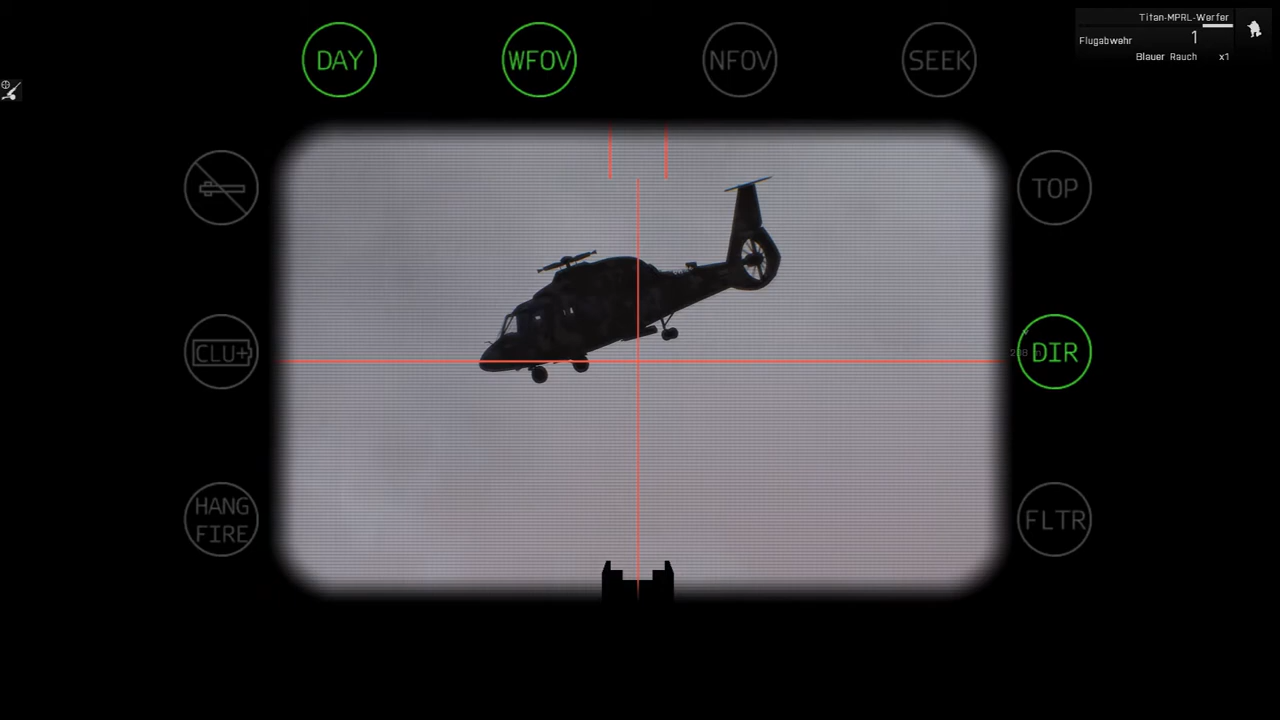 DAY
WFOV
NFOV
SEEK
Titan-MPRL-Werfer
Flugabwehr
1
Blauer Rauch x1
TOP
CLU+
DIR
HANG
FIRE
FLTR